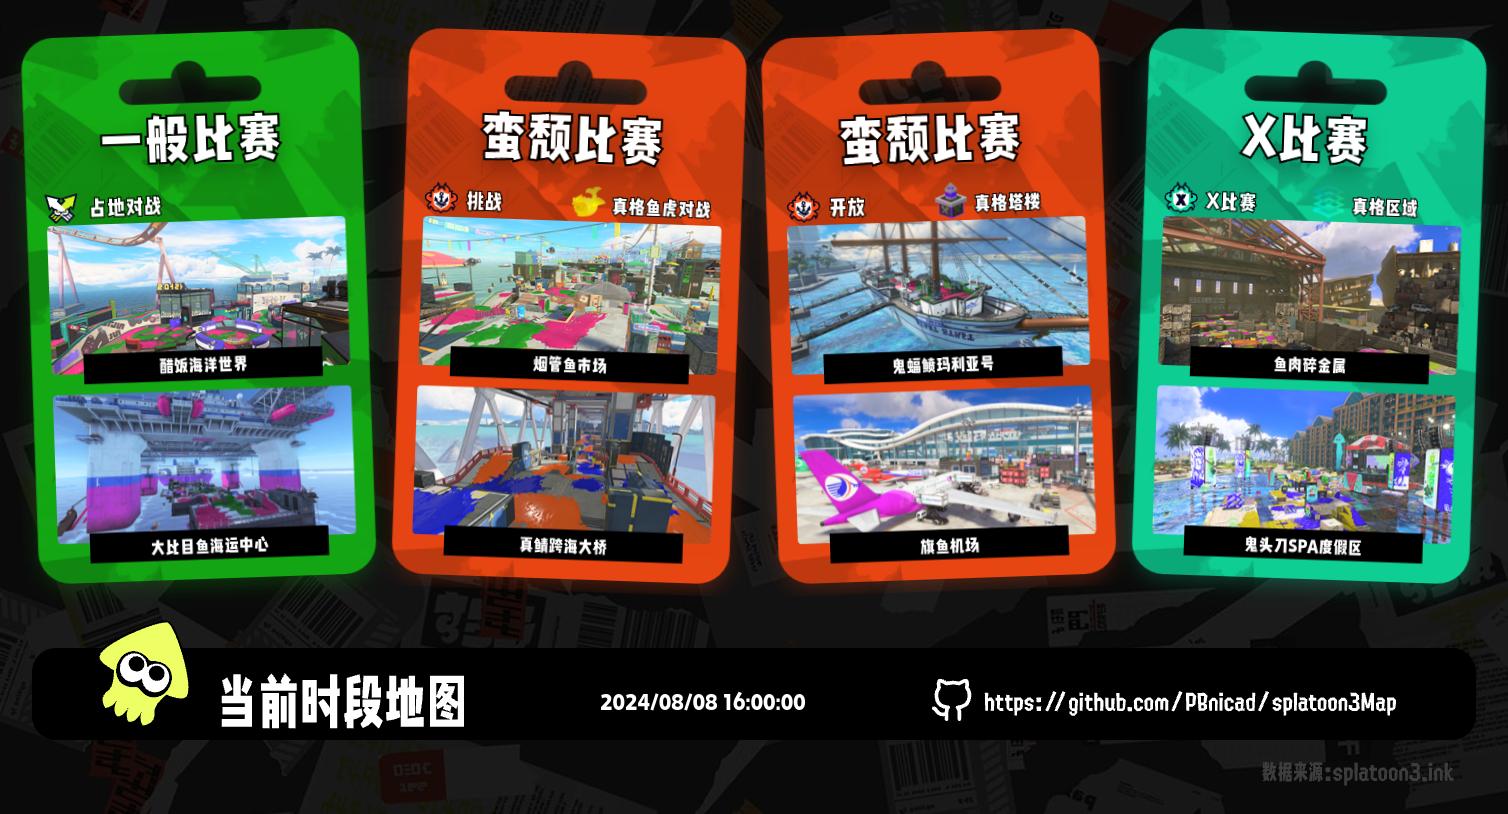 一般比赛
占地对战
醋饭海洋世界
大比目鱼海运中心
蛮颓比赛
挑战
真格鱼虎对战
烟管鱼市场
真鲭跨海大桥
蛮颓比赛
开放
真格塔楼
鬼蝠鲼玛利亚号
旗鱼机场
X比赛
X比赛
真格区域
鱼肉碎金属
鬼头刀SPA度假区
当前时段地图
2024/08/08 16:00:00
https://github.com/PBnicad/splatoon3Map
数据来源:splatoon3.ink